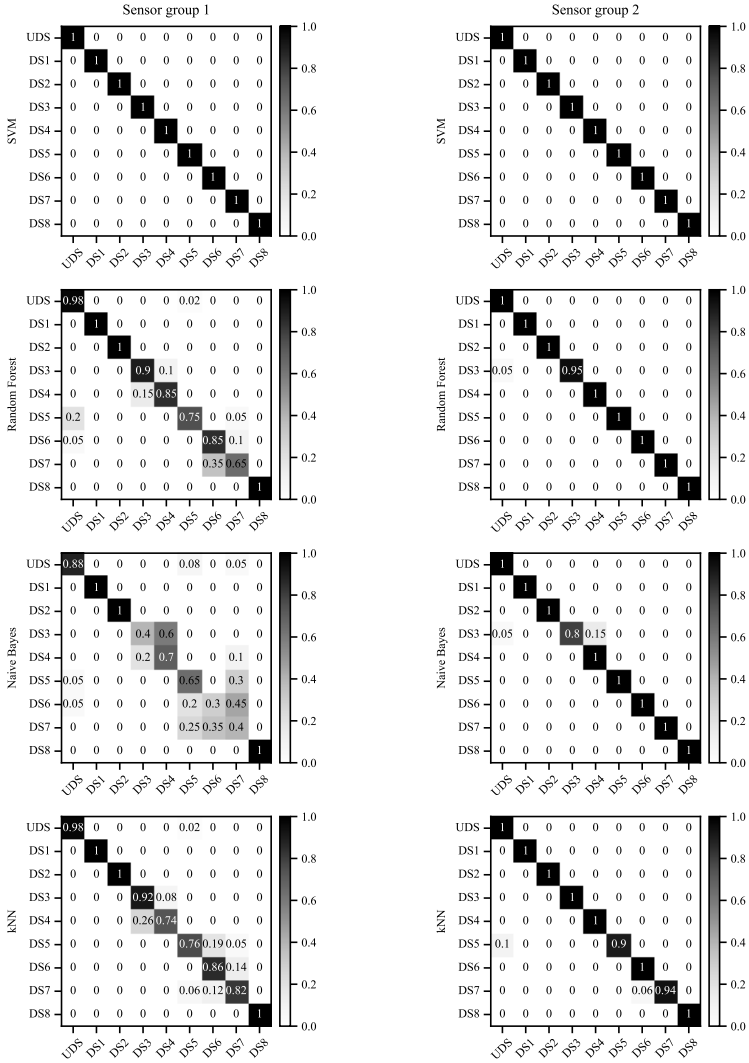 Sensor group 1
SVM
UDS 1 0 0 0 0 0 0 0 0 1.0
DS1 0 1 0 0 0 0 0 0 0
DS2 0 0 1 0 0 0 0 0 0 0.8
DS3 0 0 0 1 0 0 0 0 0 0.6
DS4 0 0 0 0 1 0 0 0 0
DS5 0 0 0 0 0 1 0 0 0 0.4
DS6 0 0 0 0 0 0 1 0 0 0.2
DS7 0 0 0 0 0 0 0 1 0
DS8 0 0 0 0 0 0 0 0 1 0.0
UDS DS1 DS2 DS3 DS4 DS5 DS6 DS7 DS8
Sensor group 2
SVM
UDS 1 0 0 0 0 0 0 0 0 1.0
DS1 0 1 0 0 0 0 0 0 0
DS2 0 0 1 0 0 0 0 0 0 0.8
DS3 0 0 0 1 0 0 0 0 0 0.6
DS4 0 0 0 0 1 0 0 0 0
DS5 0 0 0 0 0 1 0 0 0 0.4
DS6 0 0 0 0 0 0 1 0 0 0.2
DS7 0 0 0 0 0 0 0 1 0
DS8 0 0 0 0 0 0 0 0 1 0.0
UDS DS1 DS2 DS3 DS4 DS5 DS6 DS7 DS8
Random Forest
UDS 0.98 0 0 0 0 0.02 0 0 0 1.0
DS1 0 1 0 0 0 0 0 0 0
DS2 0 0 1 0 0 0 0 0 0 0.8
DS3 0 0 0 0.9 0.1 0 0 0 0 0.6
DS4 0 0 0 0.15 0.85 0 0 0 0
DS5 0.2 0 0 0 0 0.75 0 0.05 0 0.4
DS6 0.05 0 0 0 0 0 0.85 0.1 0 0.2
DS7 0 0 0 0 0 0 0.35 0.65 0
DS8 0 0 0 0 0 0 0 0 1 0.0
UDS DS1 DS2 DS3 DS4 DS5 DS6 DS7 DS8
Random Forest
UDS 1 0 0 0 0 0 0 0 0 1.0
DS1 0 1 0 0 0 0 0 0 0
DS2 0 0 1 0 0 0 0 0 0 0.8
DS3 0.05 0 0 0.95 0 0 0 0 0 0.6
DS4 0 0 0 0 1 0 0 0 0
DS5 0 0 0 0 0 1 0 0 0 0.4
DS6 0 0 0 0 0 0 1 0 0 0.2
DS7 0 0 0 0 0 0 0 1 0
DS8 0 0 0 0 0 0 0 0 1 0.0
UDS DS1 DS2 DS3 DS4 DS5 DS6 DS7 DS8
Naive Bayes
UDS 0.88 0 0 0 0 0.08 0 0.05 0 1.0
DS1 0 1 0 0 0 0 0 0 0
DS2 0 0 1 0 0 0 0 0 0 0.8
DS3 0 0 0 0.4 0.6 0 0 0 0 0.6
DS4 0 0 0 0.2 0.7 0 0 0.1 0
DS5 0.05 0 0 0 0 0.65 0 0.3 0 0.4
DS6 0.05 0 0 0 0 0.2 0.3 0.45 0 0.2
DS7 0 0 0 0 0 0.25 0.35 0.4 0
DS8 0 0 0 0 0 0 0 0 1 0.0
UDS DS1 DS2 DS3 DS4 DS5 DS6 DS7 DS8
Naive Bayes
UDS 1 0 0 0 0 0 0 0 0 1.0
DS1 0 1 0 0 0 0 0 0 0
DS2 0 0 1 0 0 0 0 0 0 0.8
DS3 0.05 0 0 0.8 0.15 0 0 0 0 0.6
DS4 0 0 0 0 1 0 0 0 0
DS5 0 0 0 0 0 1 0 0 0 0.4
DS6 0 0 0 0 0 0 1 0 0 0.2
DS7 0 0 0 0 0 0 0 1 0
DS8 0 0 0 0 0 0 0 0 1 0.0
UDS DS1 DS2 DS3 DS4 DS5 DS6 DS7 DS8
kNN
UDS 0.98 0 0 0 0 0.02 0 0 0 1.0
DS1 0 1 0 0 0 0 0 0 0
DS2 0 0 1 0 0 0 0 0 0 0.8
DS3 0 0 0 0.92 0.08 0 0 0 0 0.6
DS4 0 0 0 0.26 0.74 0 0 0 0
DS5 0 0 0 0 0 0.76 0.19 0.05 0 0.4
DS6 0 0 0 0 0 0 0.86 0.14 0 0.2
DS7 0 0 0 0 0 0.06 0.12 0.82 0
DS8 0 0 0 0 0 0 0 0 1 0.0
UDS DS1 DS2 DS3 DS4 DS5 DS6 DS7 DS8
kNN
UDS 1 0 0 0 0 0 0 0 0 1.0
DS1 0 1 0 0 0 0 0 0 0
DS2 0 0 1 0 0 0 0 0 0 0.8
DS3 0 0 0 1 0 0 0 0 0 0.6
DS4 0 0 0 0 1 0 0 0 0
DS5 0.1 0 0 0 0 0.9 0 0 0 0.4
DS6 0 0 0 0 0 0 1 0 0 0.2
DS7 0 0 0 0 0 0 0.06 0.94 0
DS8 0 0 0 0 0 0 0 0 1 0.0
UDS DS1 DS2 DS3 DS4 DS5 DS6 DS7 DS8